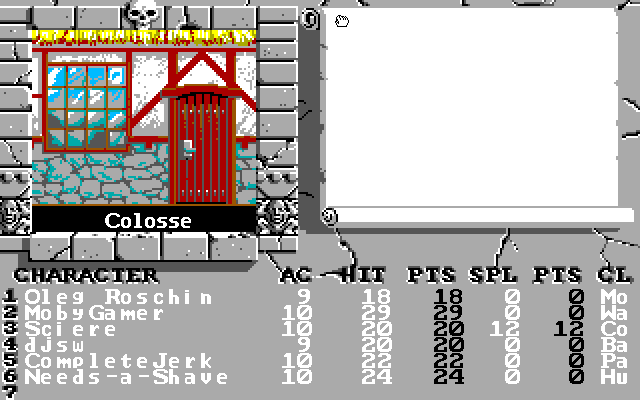 Colosse
CHARACTER AC HIT PTS SPL PTS CL
1 Oleg Roschin 9 18 18 0 0 Mo
2 MobyGamer 10 29 29 0 0 Wa
3 Sciere 10 20 20 12 12 Co
4 djsw 9 20 20 0 0 Ba
5 CompleteJerk 10 22 22 0 0 Pa
6 Needs-a-Shave 10 24 24 0 0 Hu
7